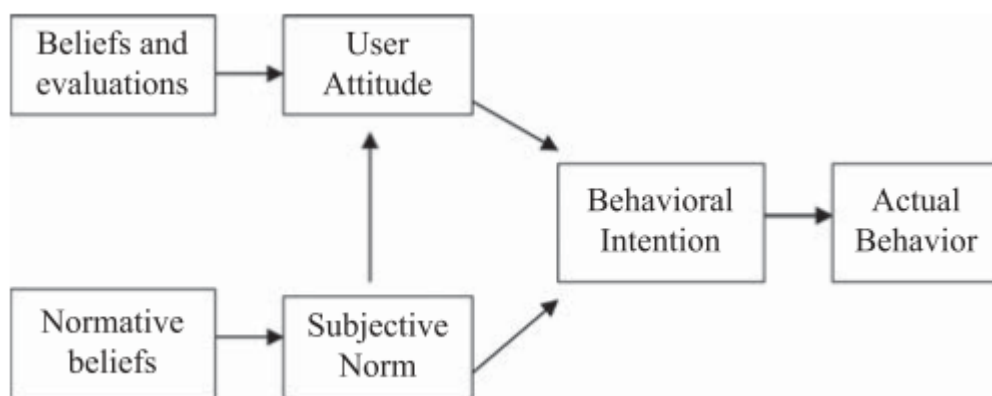 Beliefs and
evaluations
User
Attitude
Behavioral
Intention
Actual
Behavior
Normative
beliefs
Subjective
Norm